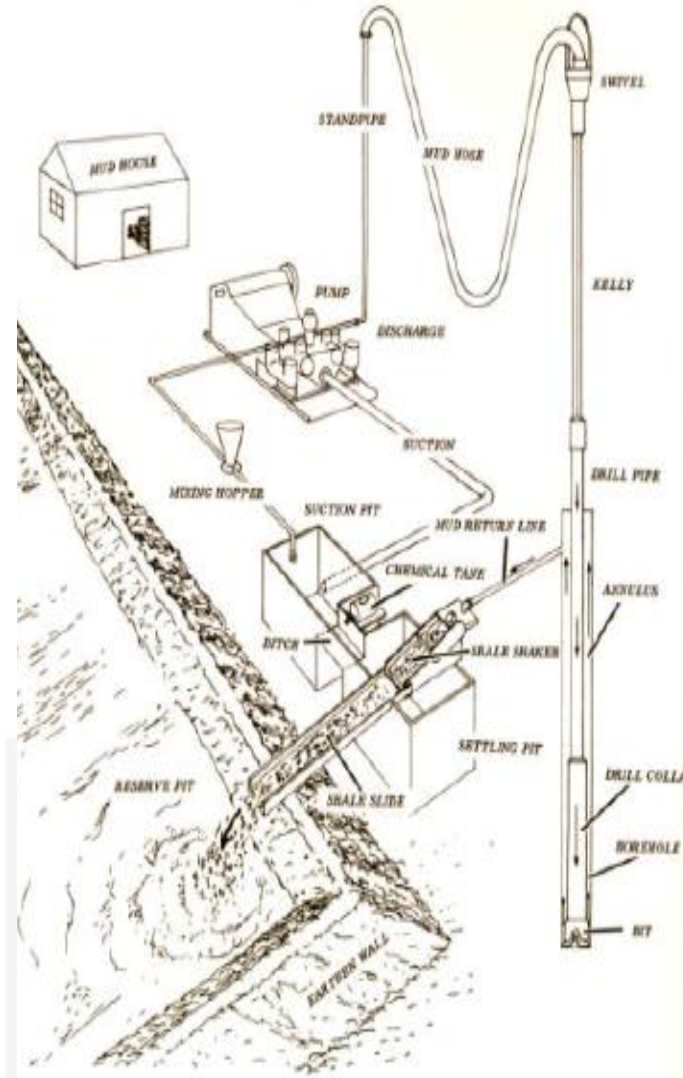 SWIVEL
STANDPIPE
MUD HOSE
MUD HOUSE
KELLY
PUMP
DISCHARGE
SUCTION
MIXING HOPPER
DRILL PIPE
SUCTION PIT
MUD RETURN LINE
CHEMICAL TANK
ANNULUS
DITCH
SHALE SHAKER
SETTLING PIT
RESERVE PIT
SHALE SLIDE
DRILL COLLA
BOREHOLE
BIT
EARTHEN WALL